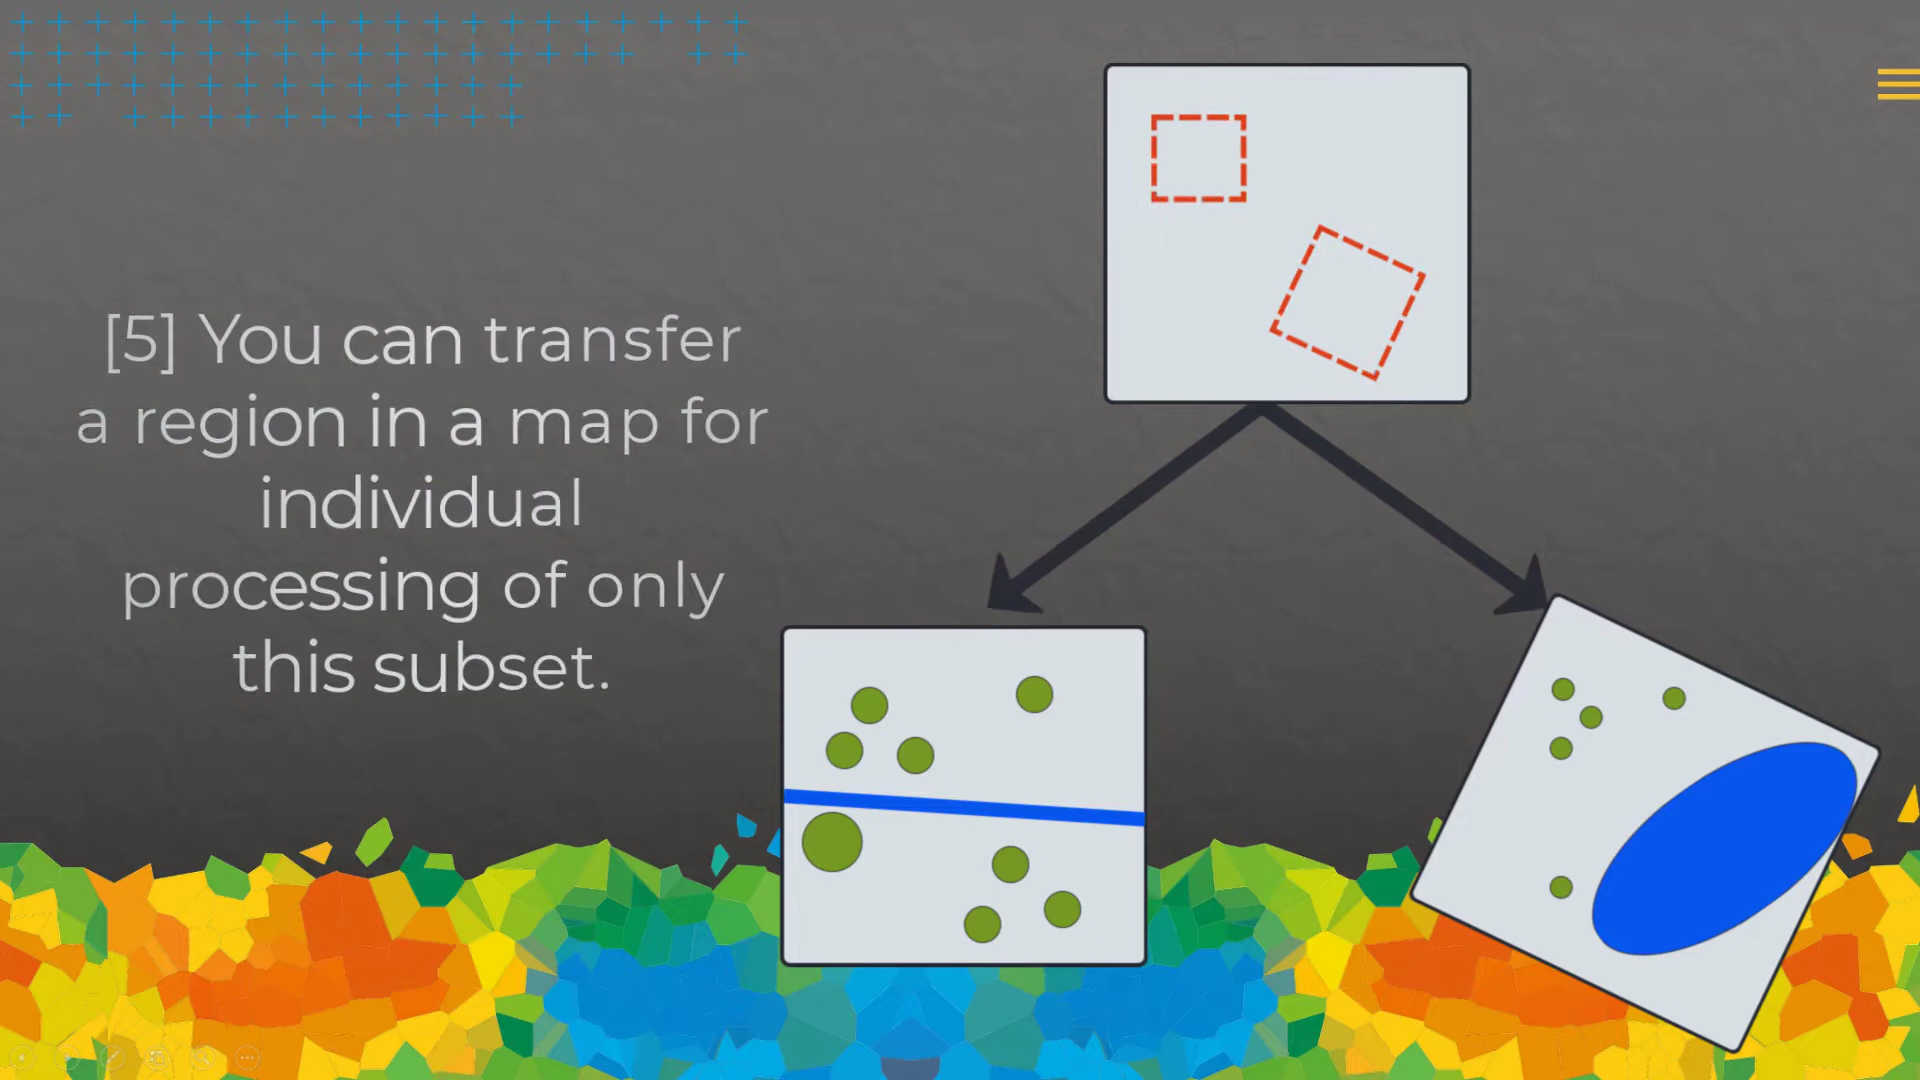 [5] You can transfer
a region in a map for
individual
processing of only
this subset.